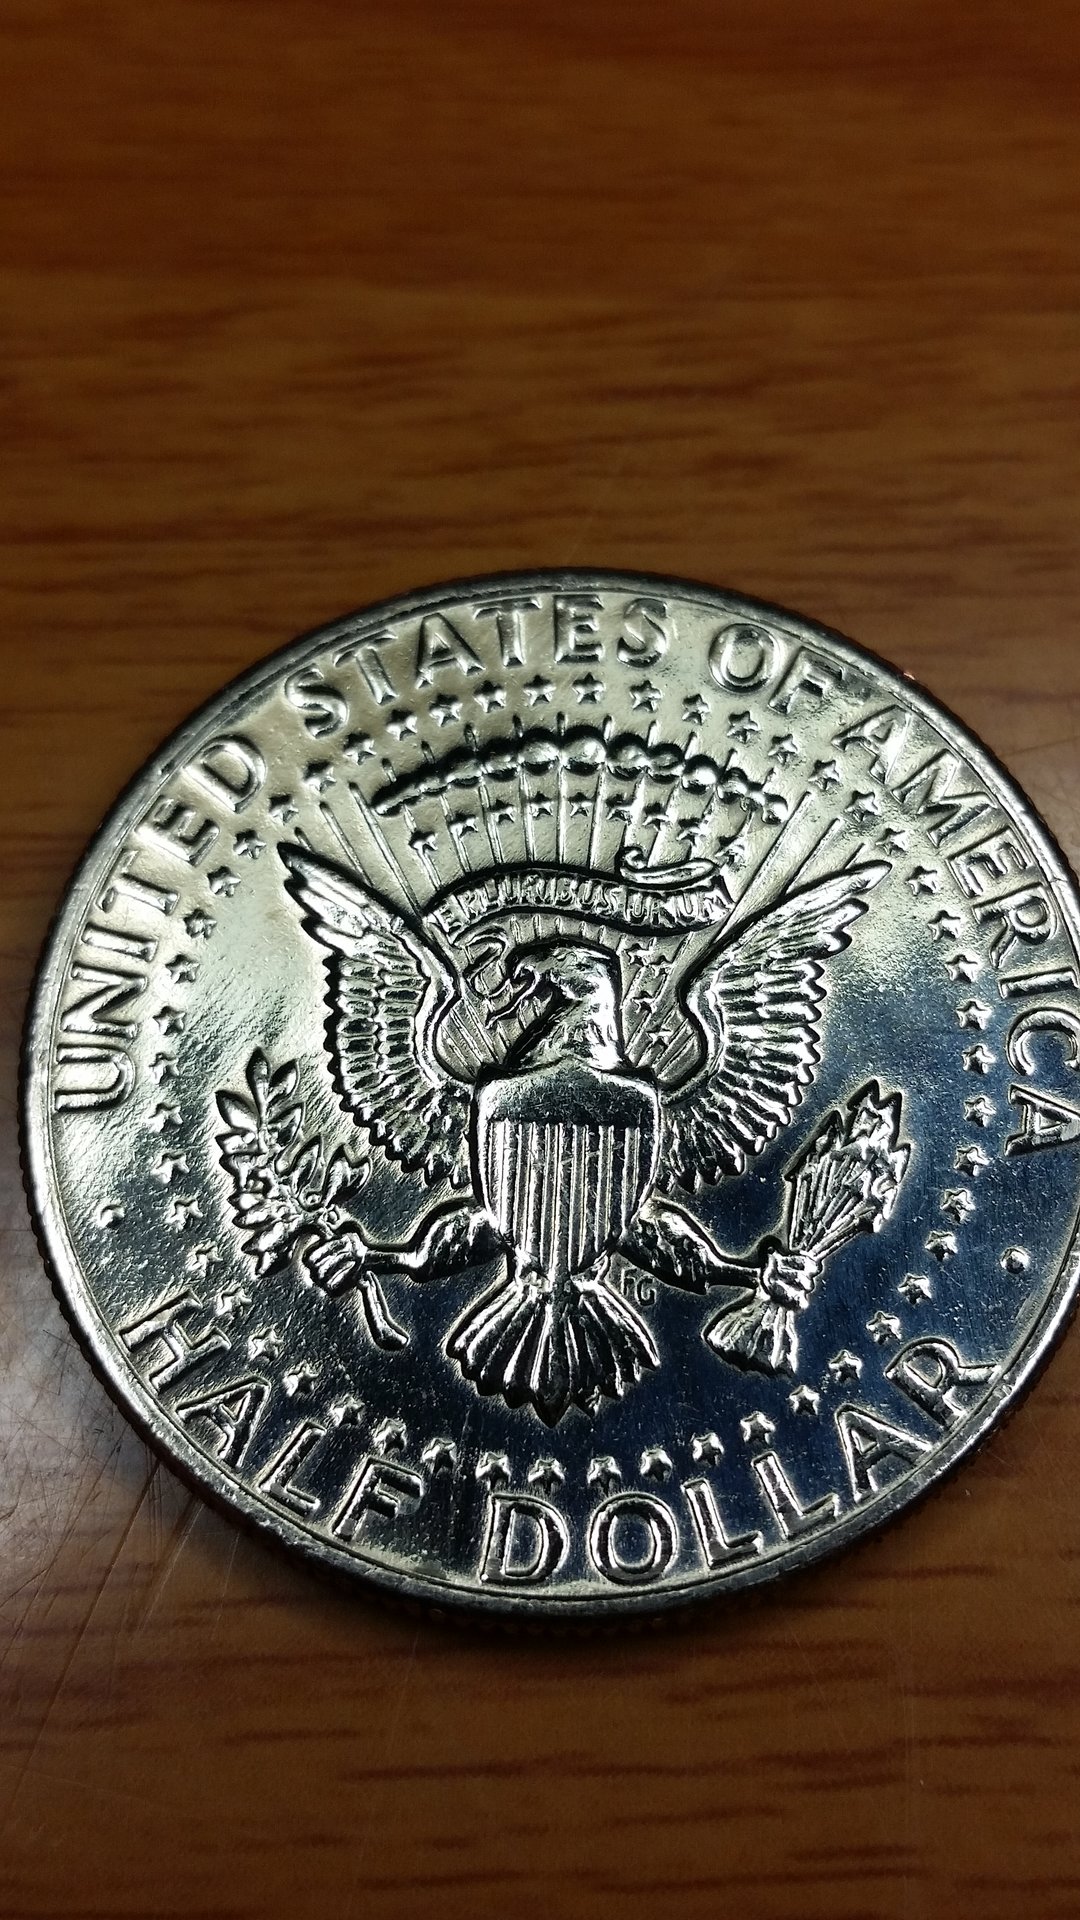 UNITED STATES OF AMERICA
E PLURIBUS UNUM
FG
HALF DOLLAR